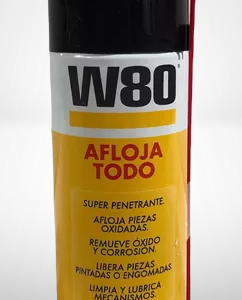 W80
AFLOJA
TODO
SUPER PENETRANTE.
AFLOJA PIEZAS
OXIDADAS.
REMUEVE ÓXIDO
Y CORROSIÓN.
LIBERA PIEZAS
PINTADAS O ENGOMADAS.
LIMPIA Y LUBRICA
MECANISMOS.